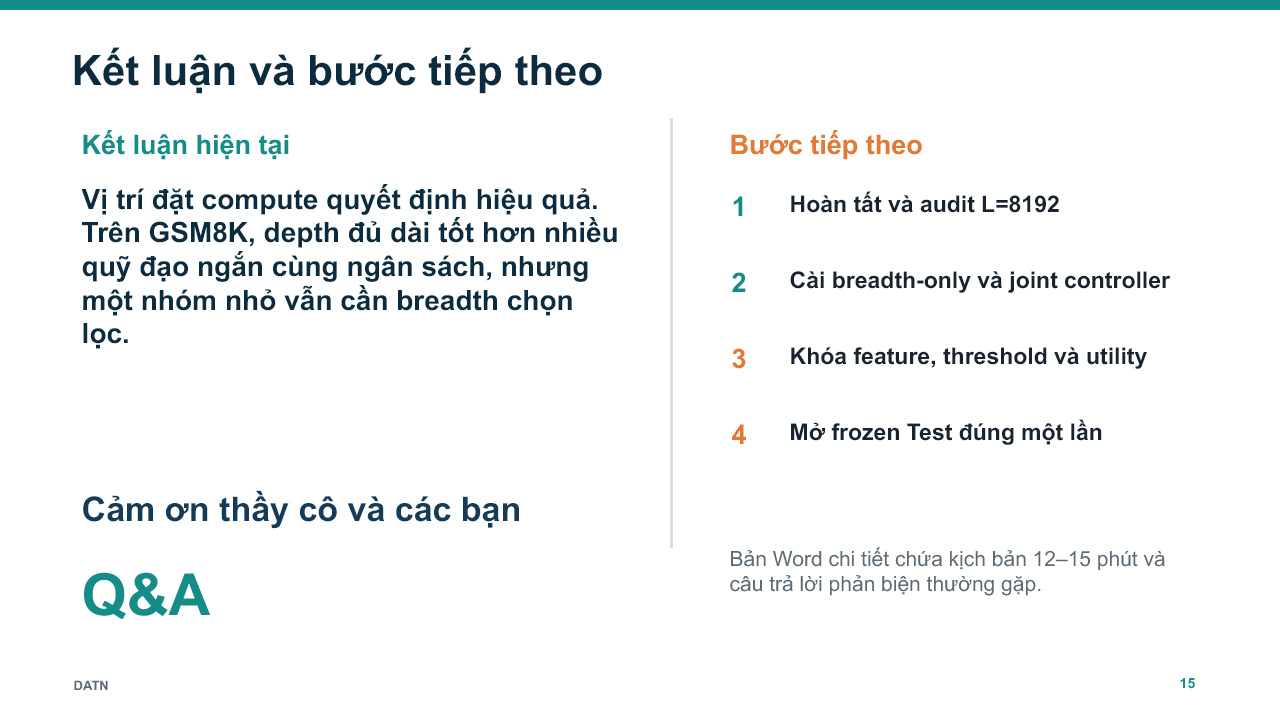 Kết luận và bước tiếp theo
Kết luận hiện tại
Vị trí đặt compute quyết định hiệu quả.
Trên GSM8K, depth đủ dài tốt hơn nhiều
quỹ đạo ngắn cùng ngân sách, nhưng
một nhóm nhỏ vẫn cần breadth chọn
lọc.
Cảm ơn thầy cô và các bạn
Q&A
Bước tiếp theo
1 Hoàn tất và audit L=8192
2 Cài breadth-only và joint controller
3 Khóa feature, threshold và utility
4 Mở frozen Test đúng một lần
Bản Word chi tiết chứa kịch bản 12–15 phút và
câu trả lời phản biện thường gặp.
DATN
15